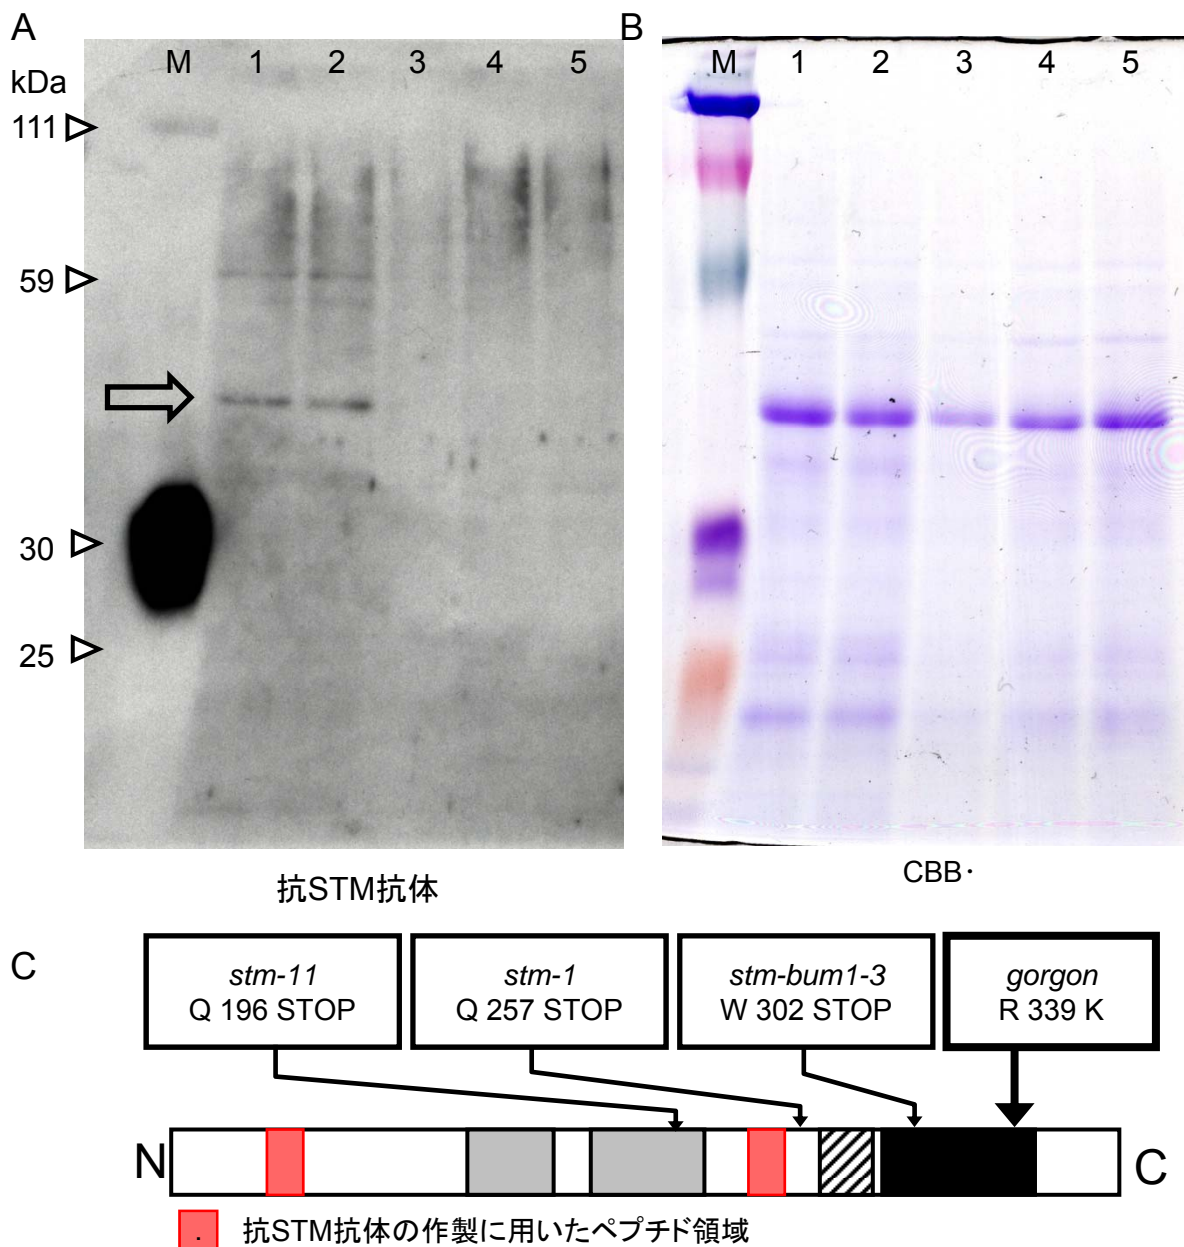 A
B
kDa
M 1 2 3 4 5
M 1 2 3 4 5
111
59
30
25
抗STM抗体
CBB・
C
stm-11
Q 196 STOP
stm-1
Q 257 STOP
stm-bum1-3
W 302 STOP
gorgon
R 339 K
N
C
. 抗STM抗体の作製に用いたペプチド領域